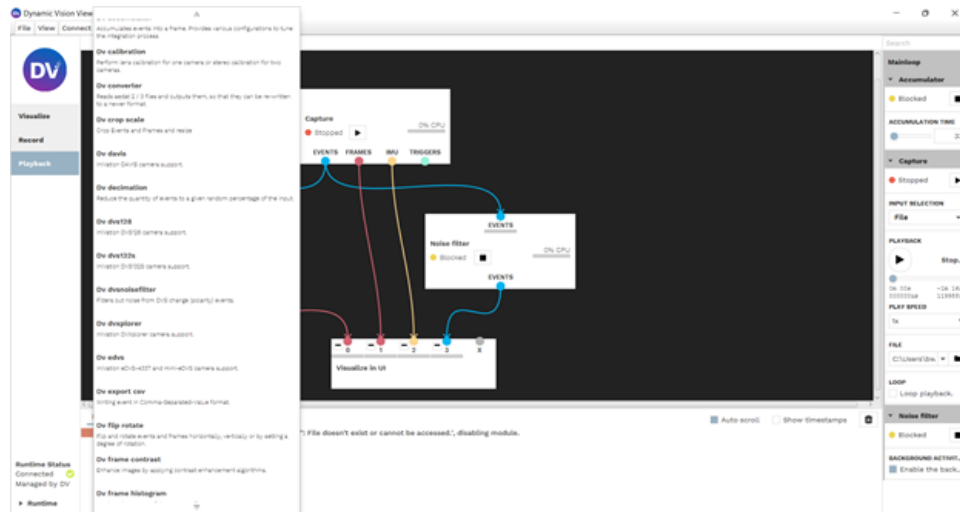 Dynamic Vision View
File View Connect
DV
Visualize
Record
Playback
Runtime Status
Connected
Managed by DV
Runtime
Accumulates events into a frame. Provides various configurations to tune
the integration process.
Dv calibration
Perform lens calibration for one camera or stereo calibration for two
cameras.
Dv converter
Reads aedat 2 / 3 files and outputs them, so that they can be re-written
to a newer format.
Dv crop scale
Crop Events and Frames and resize
Dv davis
iniVation DAVIS camera support.
Dv decimation
Reduce the quantity of events to a given random percentage of the input.
Dv dvs128
iniVation DVS128 camera support.
Dv dvs132s
iniVation DVS132S camera support.
Dv dvsnoisefilter
Filters out noise from DVS change (polarity) events.
Dv dvxplorer
iniVation DVXplorer camera support.
Dv edvs
iniVation eDVS-4337 and mini-eDVS camera support.
Dv export csv
Writing event in Comma-Separated-Value format.
Dv flip rotate
Flip and rotate events and frames horizontally, vertically or by setting a
degree of rotation.
Dv frame contrast
Enhance images by applying contrast enhancement algorithms.
Dv frame histogram
Capture
Stopped
0% CPU
EVENTS FRAMES IMU TRIGGERS
EVENTS
Noise filter
Blocked
0% CPU
EVENTS
0 1 2 3 X
Visualize in UI
Auto scroll Show timestamps
": File doesn't exist or cannot be accessed.', disabling module.
Search
Mainloop
Accumulator
Blocked
ACCUMULATION TIME
Capture
Stopped
INPUT SELECTION
File
PLAYBACK
Stop.
PLAY SPEED
1x
FILE
LOOP
Loop playback.
Noise filter
Blocked
BACKGROUND ACTIVIT..
Enable the back..